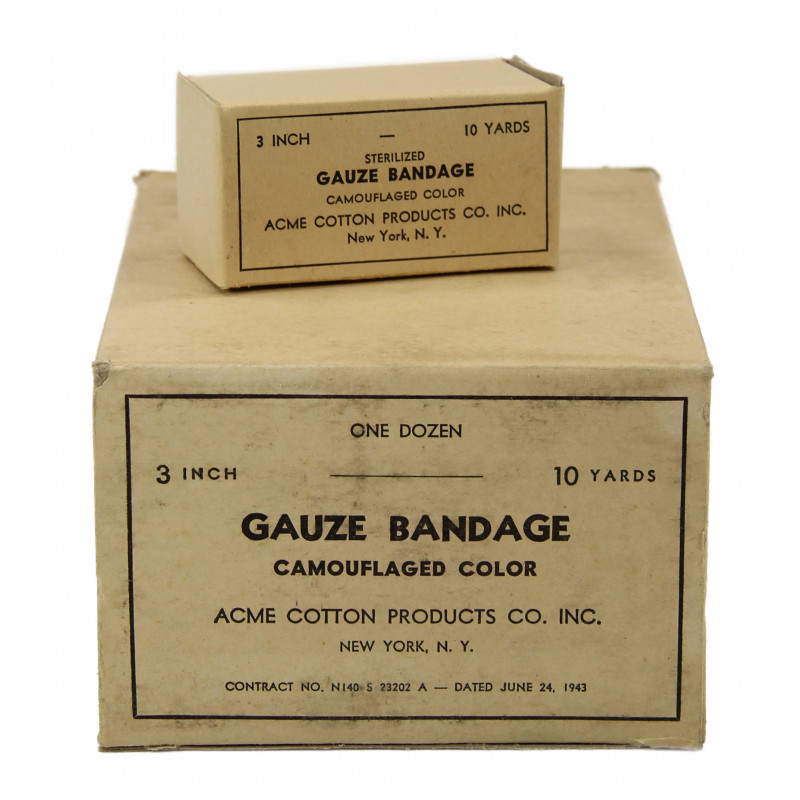 3 INCH — 10 YARDS
STERILIZED
GAUZE BANDAGE
CAMOUFLAGED COLOR
ACME COTTON PRODUCTS CO. INC.
New York, N. Y.
ONE DOZEN
3 INCH 10 YARDS
GAUZE BANDAGE
CAMOUFLAGED COLOR
ACME COTTON PRODUCTS CO. INC.
NEW YORK, N. Y.
CONTRACT NO. N140 S 23202 A — DATED JUNE 24, 1943